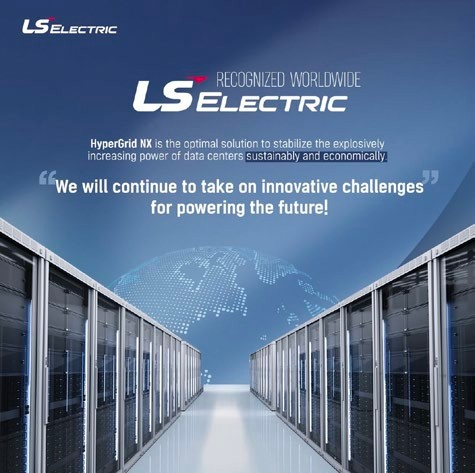 LS ELECTRIC
RECOGNIZED WORLDWIDE
LS ELECTRIC
HyperGrid NX is the optimal solution to stabilize the explosively
increasing power of data centers sustainably and economically.
“We will continue to take on innovative challenges”
for powering the future!